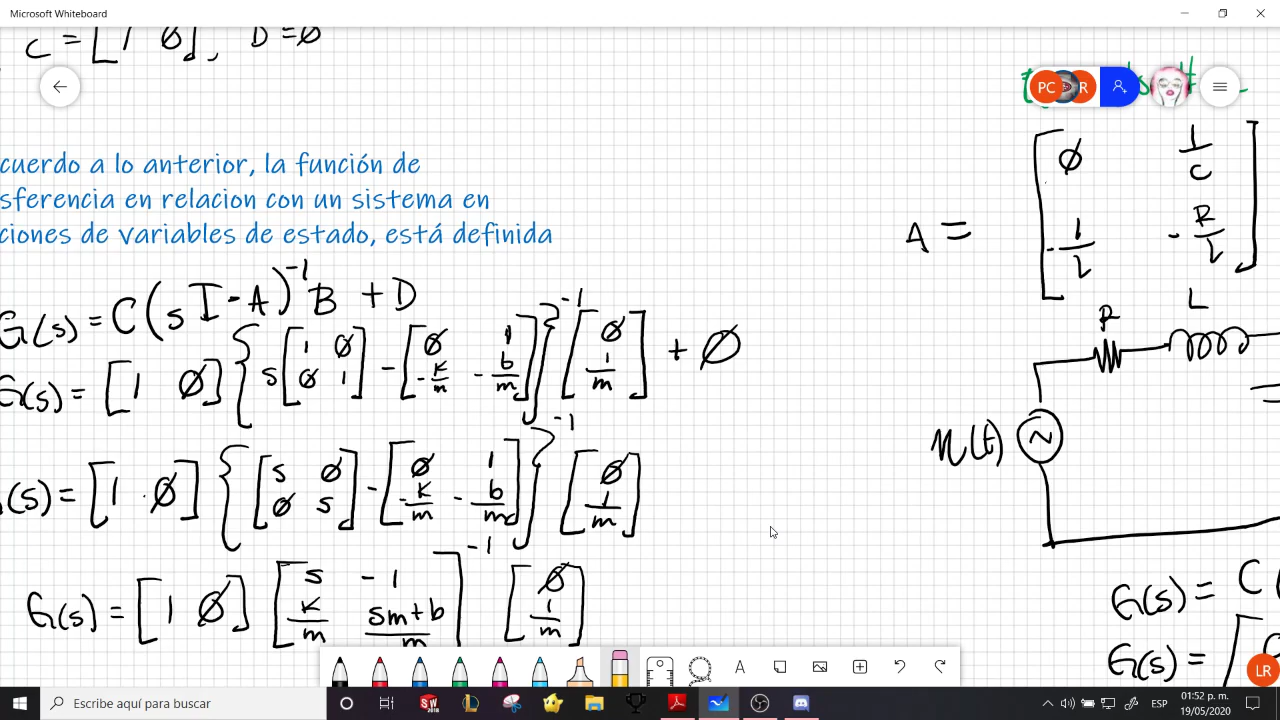 Microsoft Whiteboard
C = [1 Ø], D = Ø
cuerdo a lo anterior, la función de
sferencia en relacion con un sistema en
ciones de variables de estado, está definida
G(s) = C(sI - A)^-1 B + D
G(s) = [1 Ø] { s [1 Ø; Ø 1] - [Ø 1; -k/m -b/m] }^-1 [Ø; 1/m] + Ø
(s) = [1 Ø] { [s Ø; Ø s] - [Ø 1; -k/m -b/m] }^-1 [Ø; 1/m]
G(s) = [1 Ø] [s -1; k/m (sm+b)/m]^-1 [Ø; 1/m]
PC R
A = [Ø 1/C; -1/L -R/L]
R L
u(t) ~
G(s) = C(
G(s) = [
LR
A
Escribe aquí para buscar
SW
2018
ESP
01:52 p. m.
19/05/2020